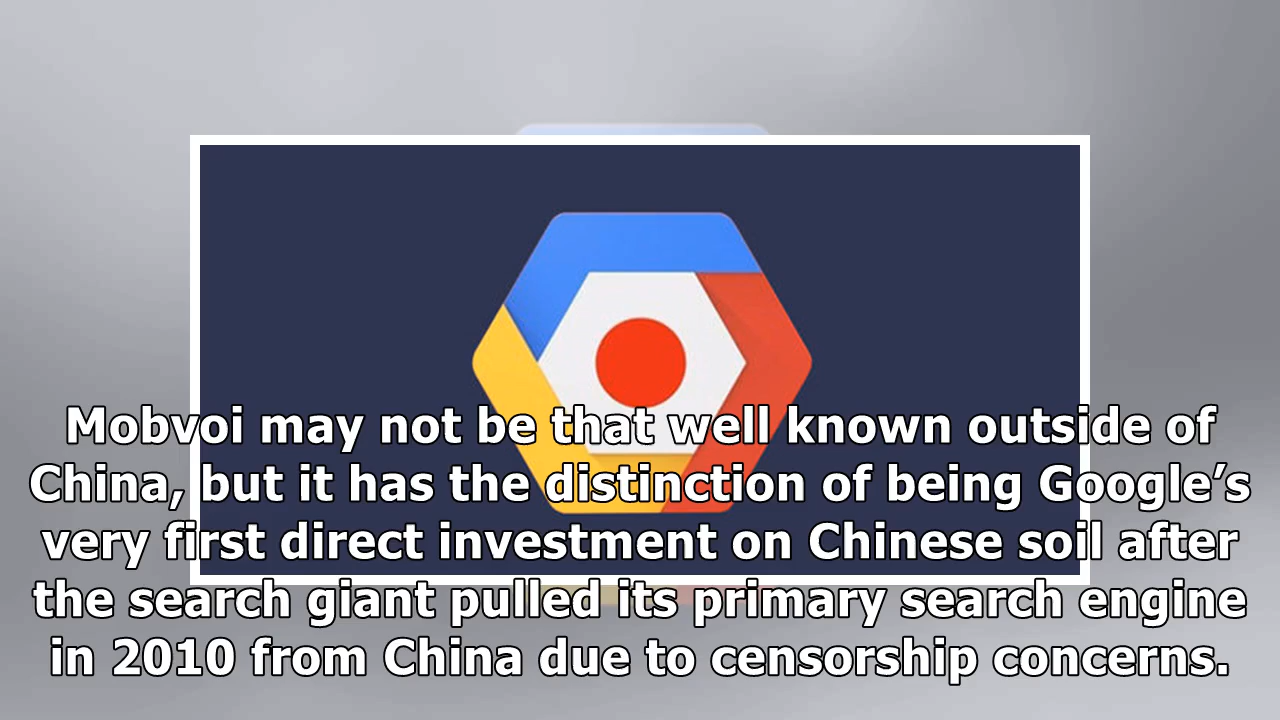 Mobvoi may not be that well known outside of
China, but it has the distinction of being Google’s
very first direct investment on Chinese soil after
the search giant pulled its primary search engine
in 2010 from China due to censorship concerns.